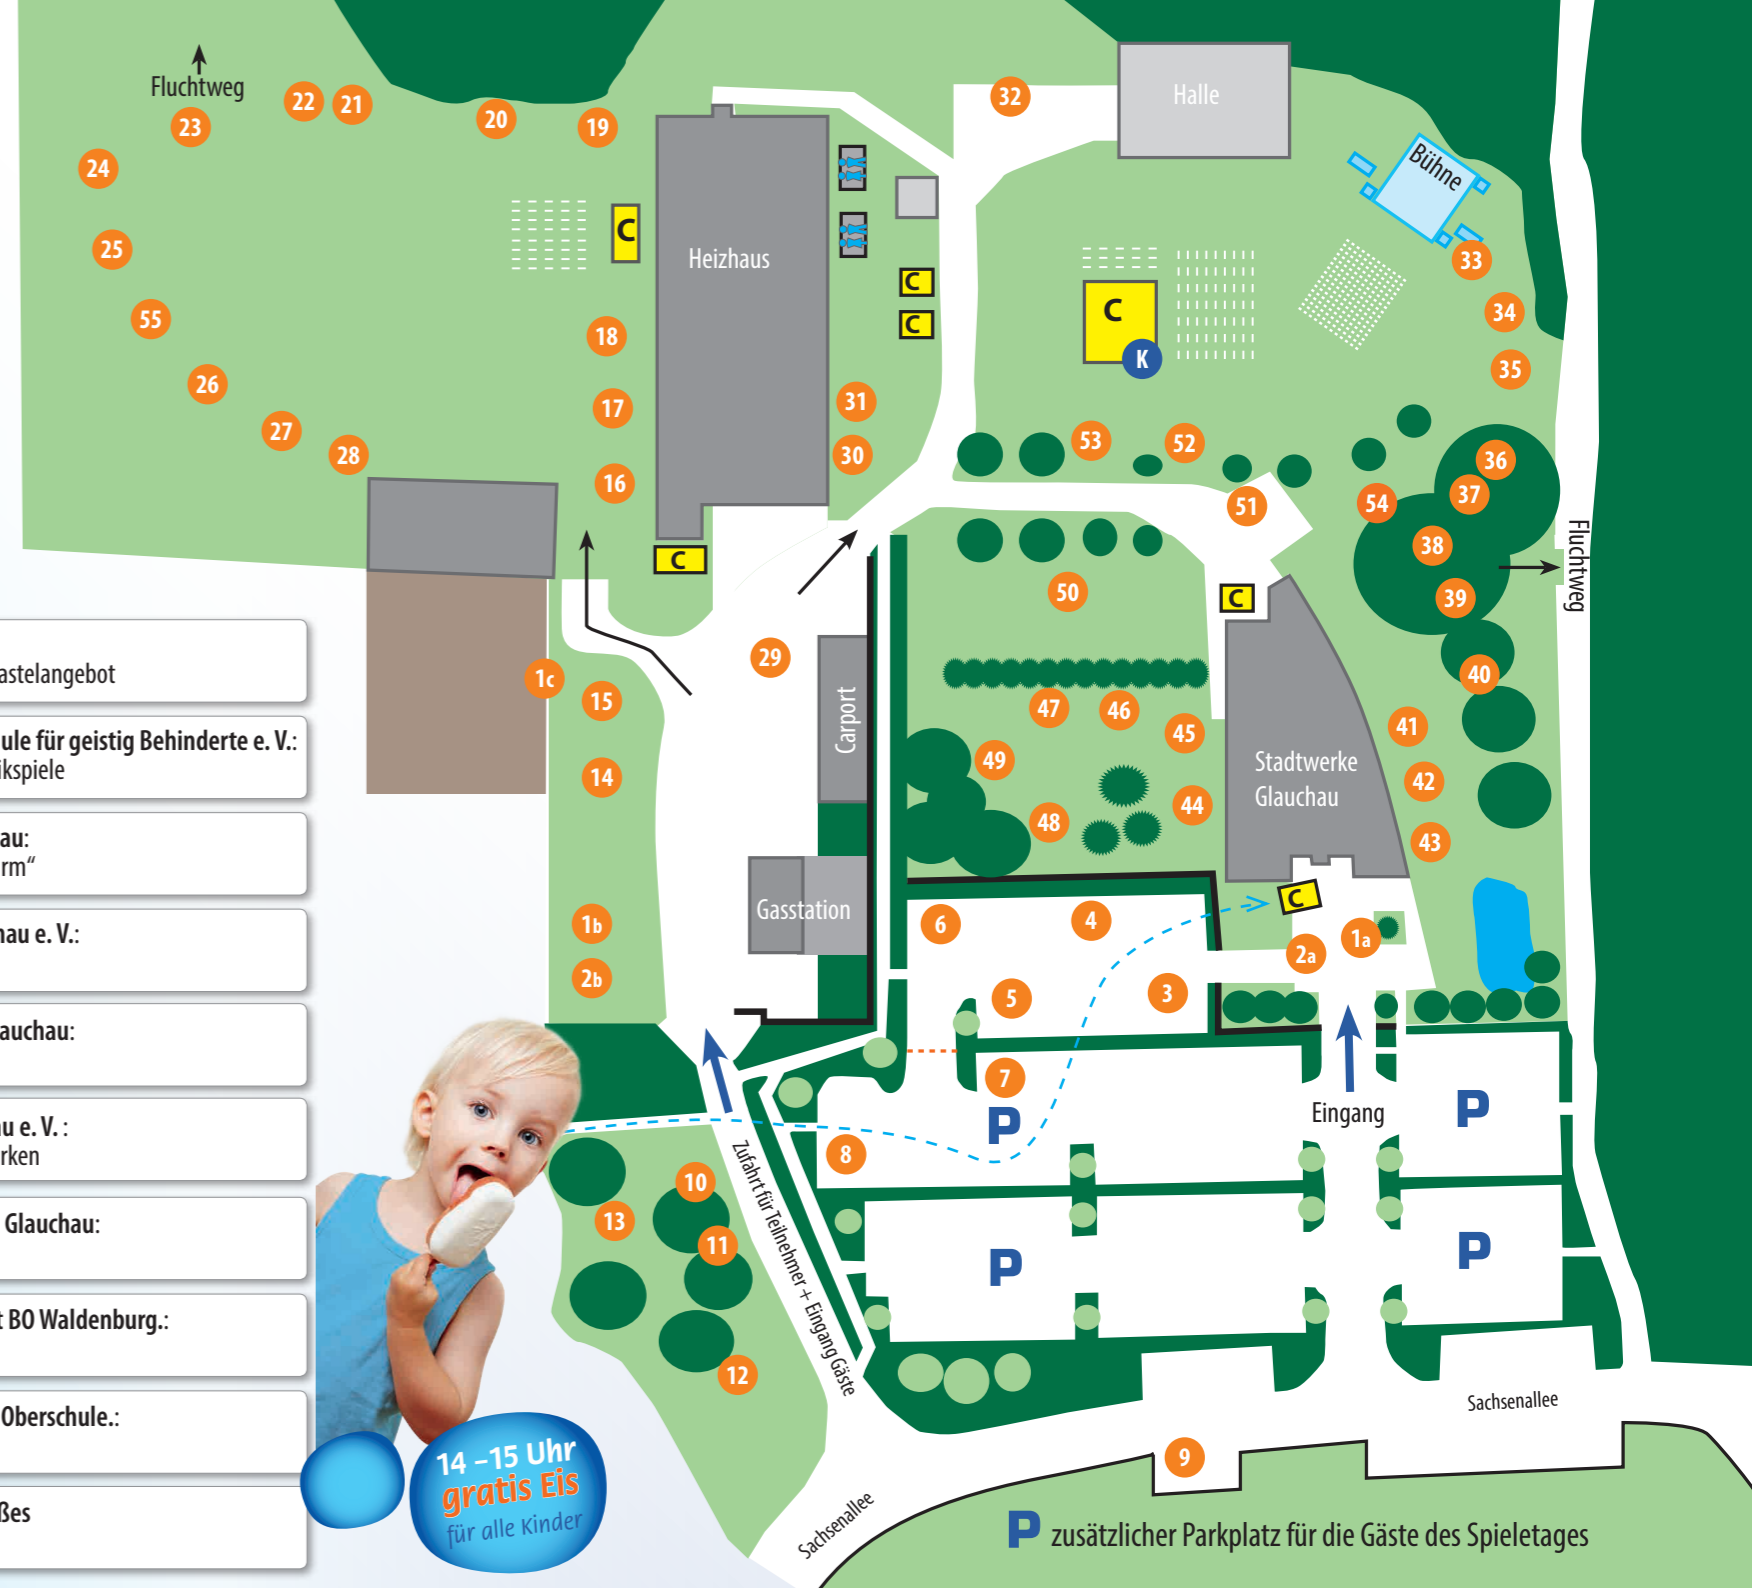 Fluchtweg
22
21
20
19
23
24
25
55
26
27
28
18
17
16
C
Heizhaus
C
C
31
30
C
32
Halle
Bühne
33
34
35
C
K
53
52
51
36
37
54
38
39
Fluchtweg
40
50
C
29
1c
15
14
Carport
47
46
45
49
48
44
Stadtwerke
Glauchau
41
42
43
Gasstation
1b
2b
6
4
5
3
C
2a
1a
7
P
8
Eingang
P
P
P
Zufahrt für Teilnehmer + Eingang Gäste
10
13
11
12
Sachsenallee
9
Sachsenallee
P zusätzlicher Parkplatz für die Gäste des Spieletages
astelangebot
ule für geistig Behinderte e. V.:
ikspiele
au:
rm“
nau e. V.:
auchau:
u e. V. :
rken
Glauchau:
t BO Waldenburg.:
Oberschule.:
ßes
14 –15 Uhr
gratis Eis
für alle Kinder